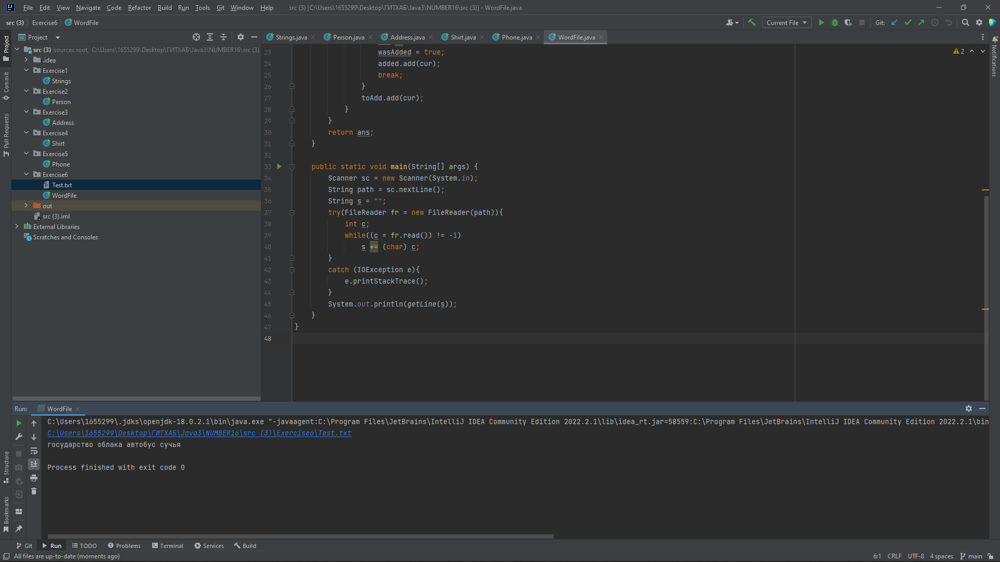 File Edit View Navigate Code Refactor Build Run Tools Git Window Help src (3) [C:\Users\1655299\Desktop\ГИТХАБ\Java3\NUMBER16\src (3)] - WordFile.java
src (3) Exercise6 WordFile Current File Git:
Project Strings.java Person.java Address.java Shirt.java Phone.java WordFile.java
src (3) sources root, C:\Users\1655299\Desktop\ГИТХАБ\Java3\NUMBER16\src (3)
.idea
Exercise1
Strings
Exercise2
Person
Exercise3
Address
Exercise4
Shirt
Exercise5
Phone
Exercise6
Test.txt
WordFile
out
src (3).iml
External Libraries
Scratches and Consoles
Project
Commit
Pull Requests
Structure
Bookmarks
Notifications
2
23 wasAdded = true;
24 added.add(cur);
25 break;
26 }
27 toAdd.add(cur);
28 }
29 }
30 return ans;
31 }
32
33 public static void main(String[] args) {
34 Scanner sc = new Scanner(System.in);
35 String path = sc.nextLine();
36 String s = "";
37 try(FileReader fr = new FileReader(path)){
38 int c;
39 while((c = fr.read()) != -1)
40 s += (char) c;
41 }
42 catch (IOException e){
43 e.printStackTrace();
44 }
45 System.out.println(getLine(s));
46 }
47 }
48
Run: WordFile
C:\Users\1655299\.jdks\openjdk-18.0.2.1\bin\java.exe "-javaagent:C:\Program Files\JetBrains\IntelliJ IDEA Community Edition 2022.2.1\lib\idea_rt.jar=58559:C:\Program Files\JetBrains\IntelliJ IDEA Community Edition 2022.2.1\bin
C:\Users\1655299\Desktop\ГИТХАБ\Java3\NUMBER16\src (3)\Exercise6\Test.txt
государство облака автобус сучья
Process finished with exit code 0
Git Run TODO Problems Terminal Services Build
All files are up-to-date (moments ago) 6:1 CRLF UTF-8 4 spaces main